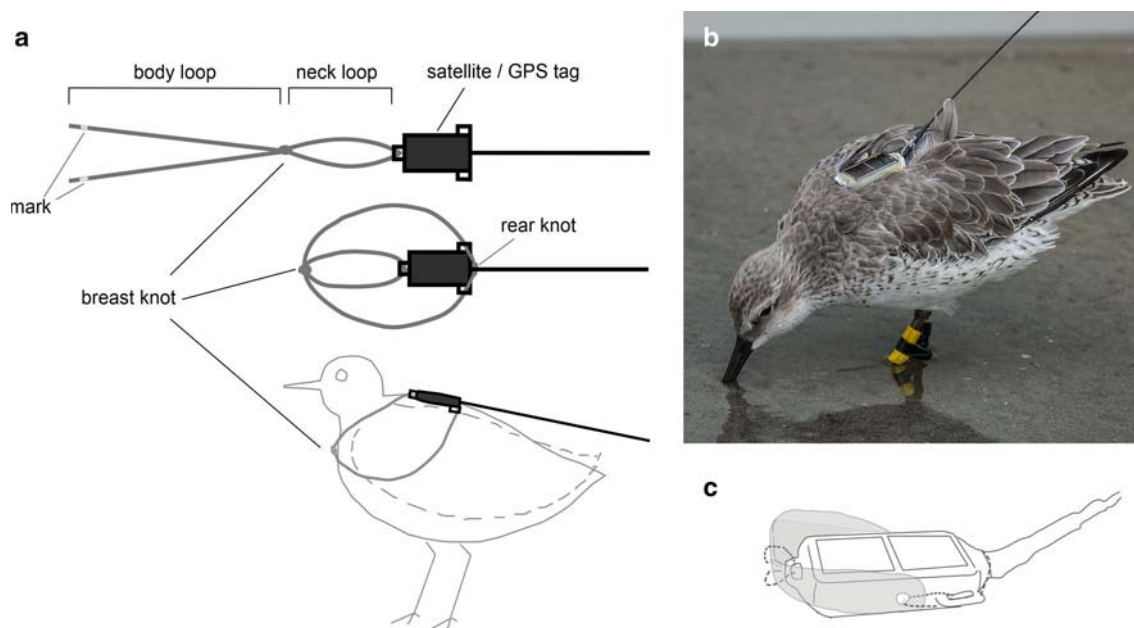 a
body loop
neck loop
satellite / GPS tag
mark
rear knot
breast knot
b
c